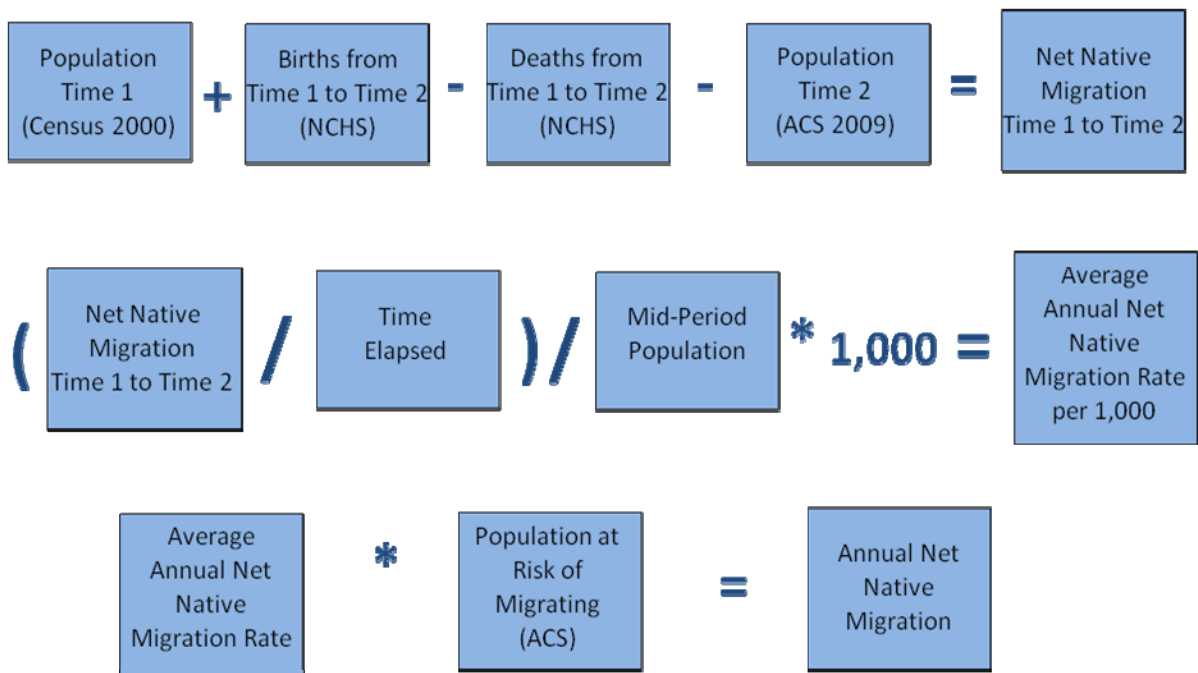 Population
Time 1
(Census 2000)
+
Births from
Time 1 to Time 2
(NCHS)
-
Deaths from
Time 1 to Time 2
(NCHS)
-
Population
Time 2
(ACS 2009)
=
Net Native
Migration
Time 1 to Time 2
(
Net Native
Migration
Time 1 to Time 2
/
Time
Elapsed
)/
Mid-Period
Population
* 1,000 =
Average
Annual Net
Native
Migration Rate
per 1,000
Average
Annual Net
Native
Migration Rate
*
Population at
Risk of
Migrating
(ACS)
=
Annual Net
Native
Migration